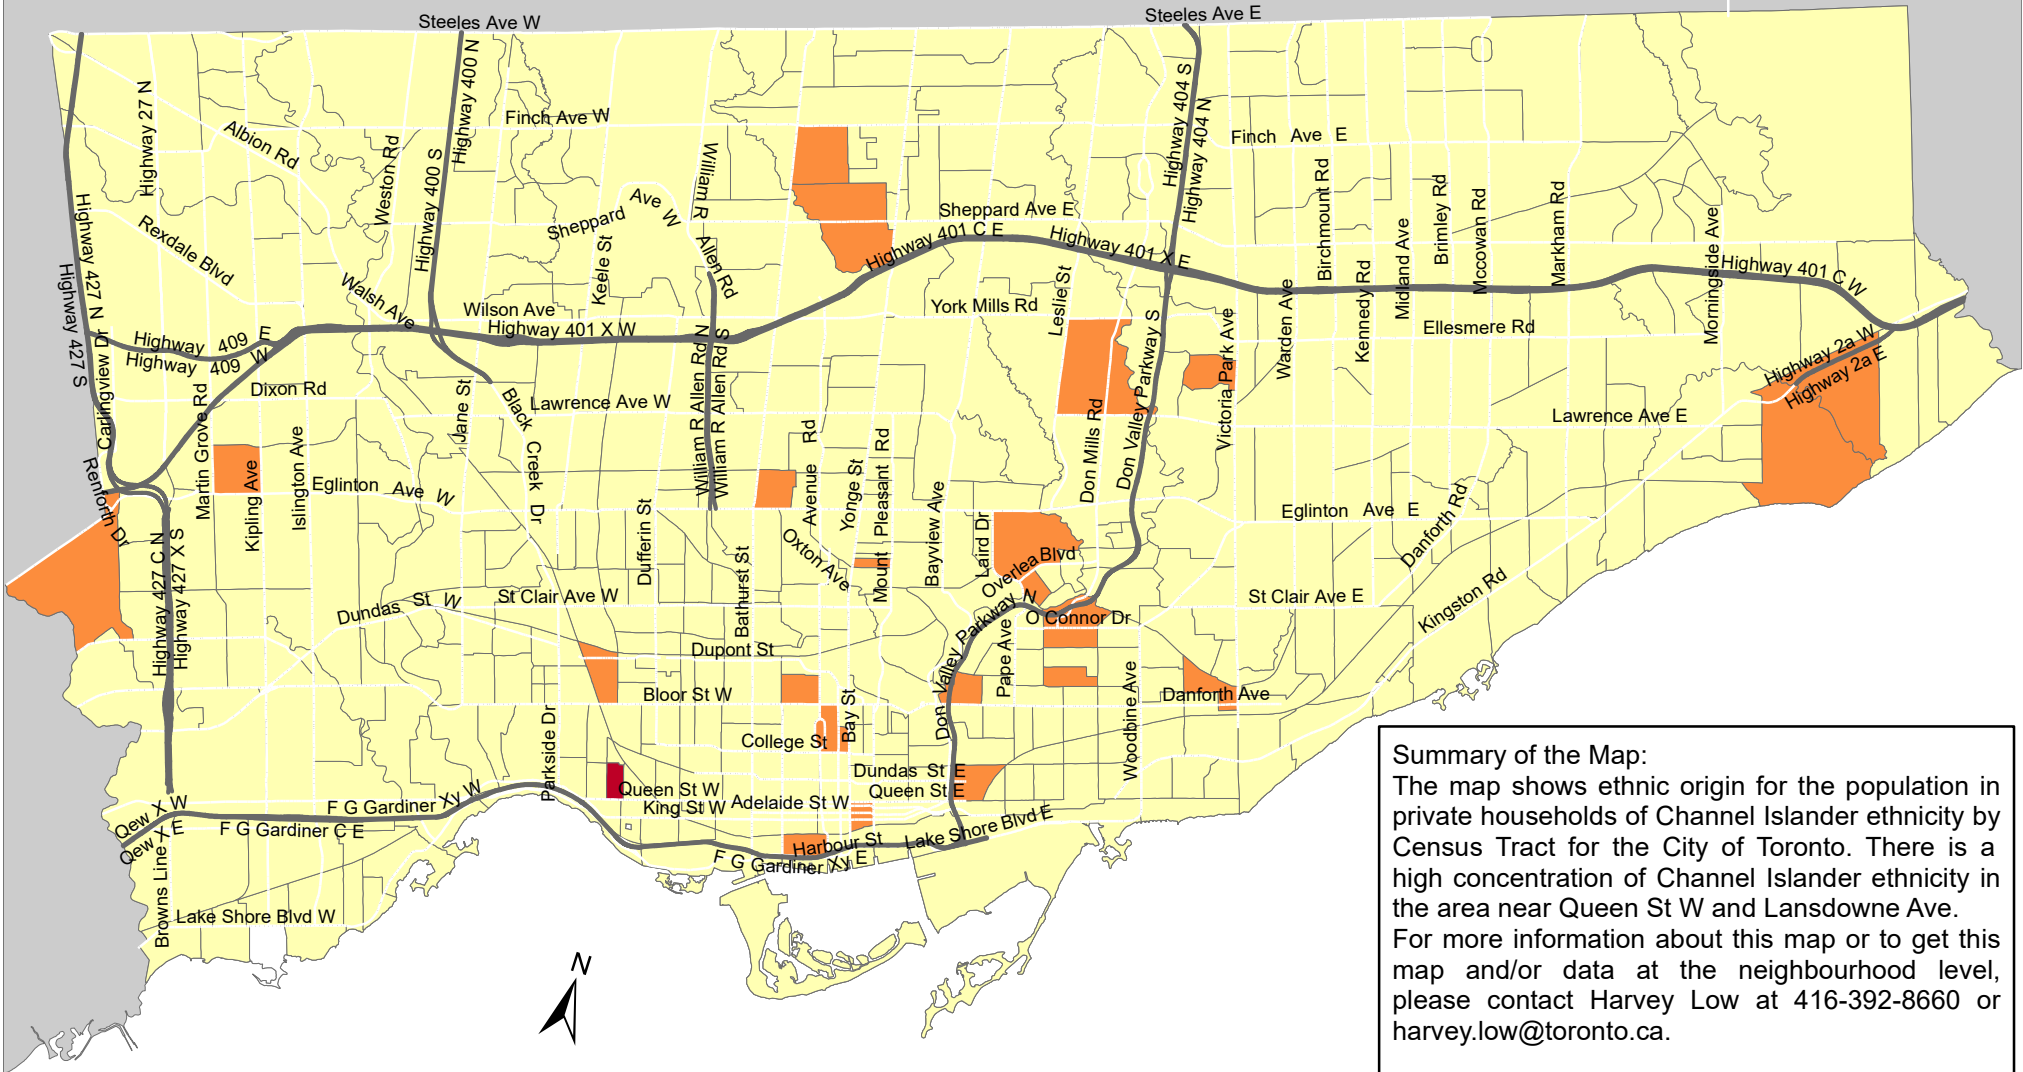 Steeles Ave W
Steeles Ave E
Highway 27 N
Albion Rd
Weston Rd
Highway 400 N
Highway 400 S
Finch Ave W
William R
Allen Rd
Highway 404 S
Highway 404 N
Finch Ave E
Highway 427 N
Highway 427 S
Rexdale Blvd
Sheppard Ave W
Keele St
Walsh Ave
Sheppard Ave E
Highway 401 C E
Highway 401 X E
Birchmount Rd
Brimley Rd
Mccowan Rd
Markham Rd
Midland Ave
Kennedy Rd
Warden Ave
Morningside Ave
Highway 401 C W
Wilson Ave
Highway 401 X W
York Mills Rd
Leslie St
Ellesmere Rd
Highway 409 E
Highway 409 W
Carlingview Dr
Dixon Rd
Martin Grove Rd
Jane St
Black Creek Dr
Lawrence Ave W
William R Allen Rd N
William R Allen Rd S
Don Valley Parkway S
Victoria Park Ave
Highway 2a W
Highway 2a E
Lawrence Ave E
Renforth Dr
Kipling Ave
Islington Ave
Eglinton Ave W
Avenue Rd
Yonge St
Mount Pleasant Rd
Bayview Ave
Laird Dr
Don Mills Rd
Eglinton Ave E
Danforth Rd
Highway 427 C N
Highway 427 X S
Dufferin St
Bathurst St
Oxton Ave
Overlea Blvd
Dundas St W
St Clair Ave W
Don Valley Parkway N
O Connor Dr
St Clair Ave E
Kingston Rd
Dupont St
Pape Ave
Bloor St W
Danforth Ave
Woodbine Ave
Parkside Dr
Bay St
College St
Dundas St E
Queen St E
Queen St W
King St W
Adelaide St W
Qew X W
Qew X E
F G Gardiner Xy W
F G Gardiner C E
Harbour St
Lake Shore Blvd E
F G Gardiner Xy E
Browns Line
Lake Shore Blvd W
N
Summary of the Map:
The map shows ethnic origin for the population in
private households of Channel Islander ethnicity by
Census Tract for the City of Toronto. There is a
high concentration of Channel Islander ethnicity in
the area near Queen St W and Lansdowne Ave.
For more information about this map or to get this
map and/or data at the neighbourhood level,
please contact Harvey Low at 416-392-8660 or
harvey.low@toronto.ca.